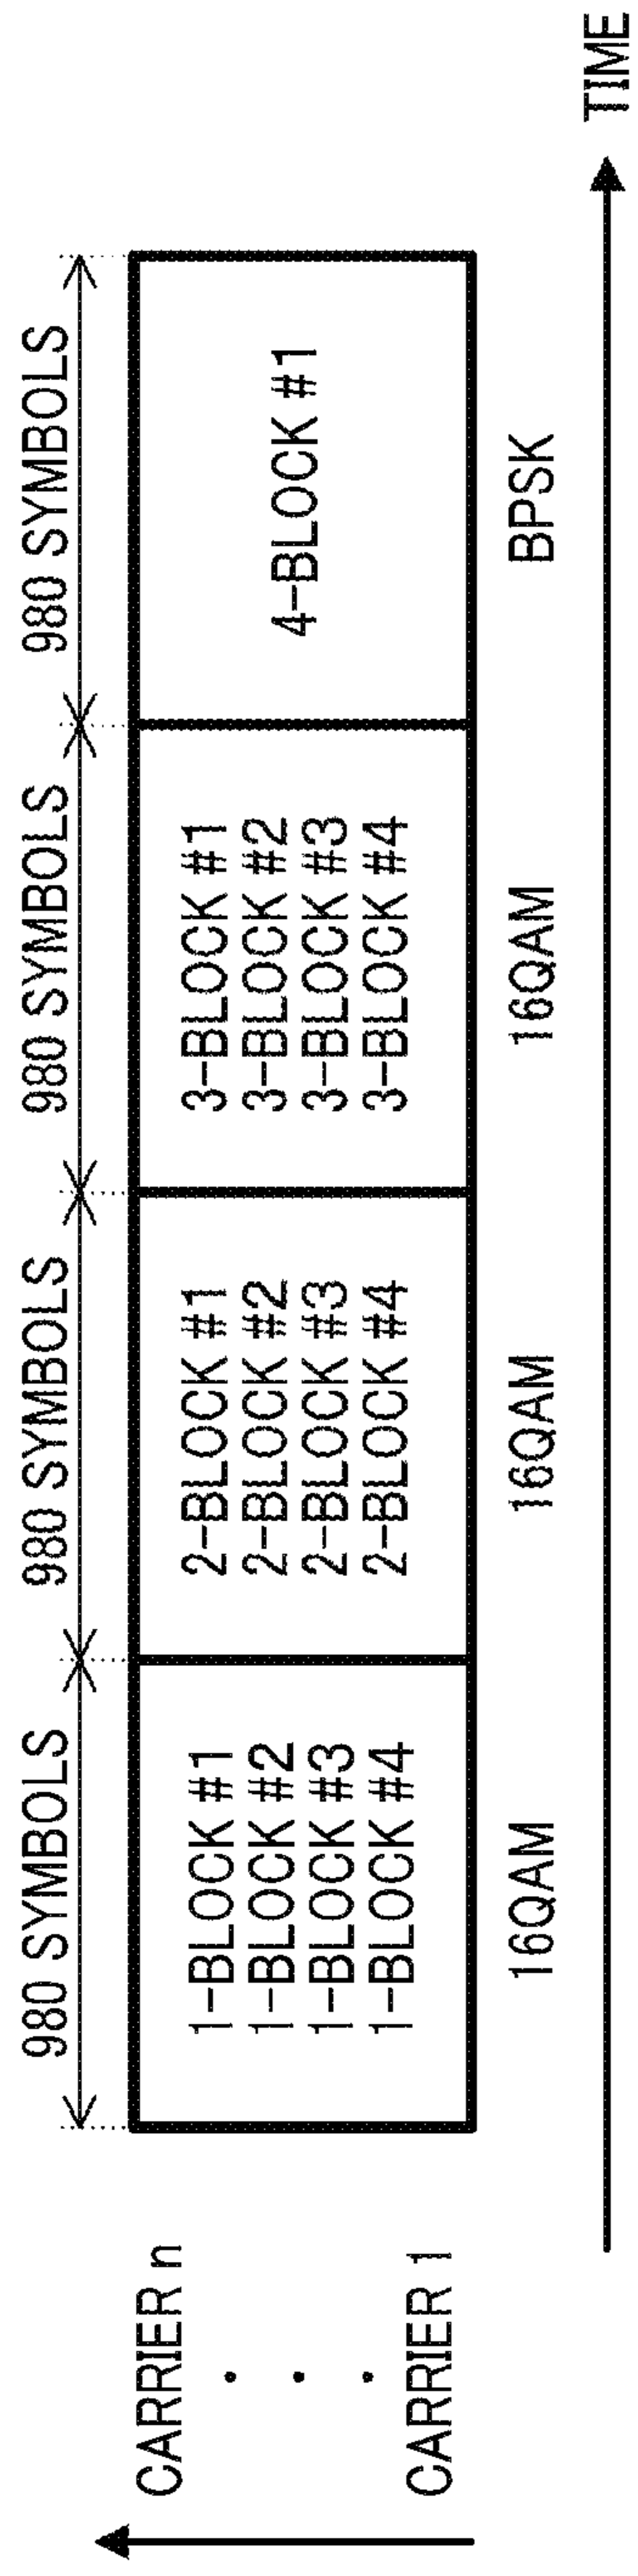 980 SYMBOLS
980 SYMBOLS
980 SYMBOLS
980 SYMBOLS
CARRIER n
CARRIER 1
1-BLOCK #1
1-BLOCK #2
1-BLOCK #3
1-BLOCK #4
2-BLOCK #1
2-BLOCK #2
2-BLOCK #3
2-BLOCK #4
3-BLOCK #1
3-BLOCK #2
3-BLOCK #3
3-BLOCK #4
4-BLOCK #1
16QAM
16QAM
16QAM
BPSK
TIME